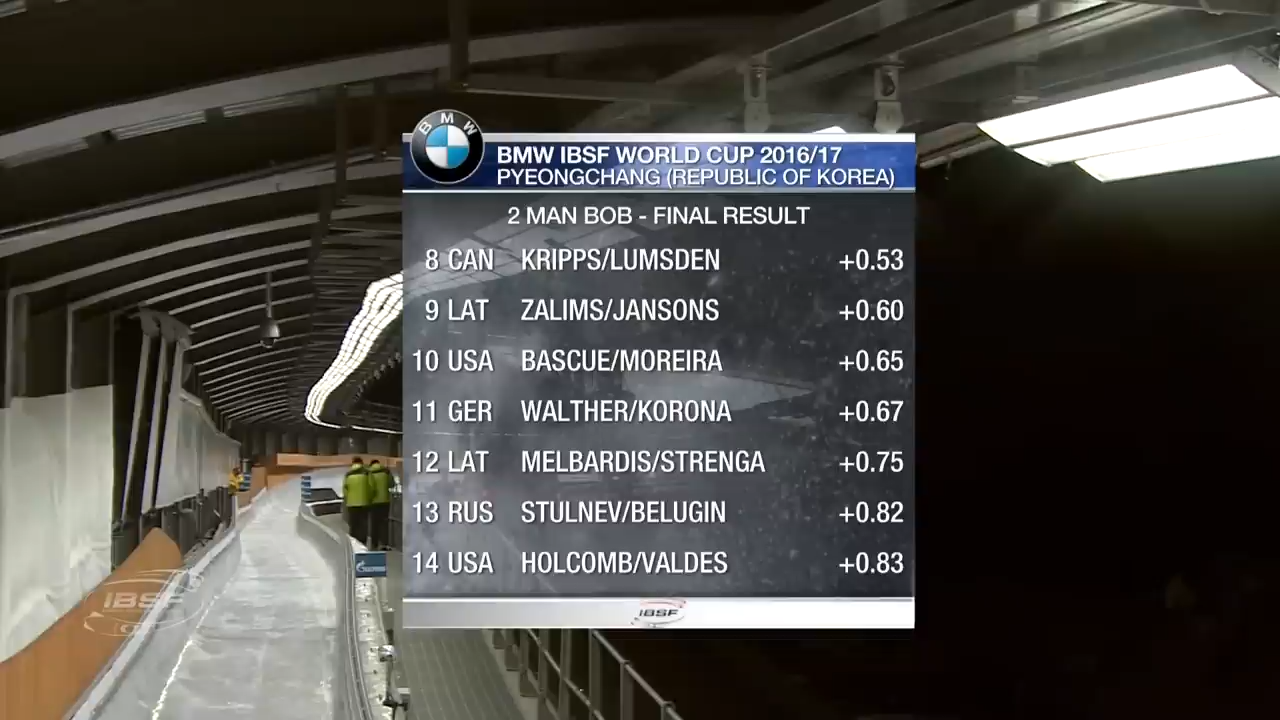 BMW
BMW IBSF WORLD CUP 2016/17
PYEONGCHANG (REPUBLIC OF KOREA)
2 MAN BOB - FINAL RESULT
8 CAN KRIPPS/LUMSDEN +0.53
9 LAT ZALIMS/JANSONS +0.60
10 USA BASCUE/MOREIRA +0.65
11 GER WALTHER/KORONA +0.67
12 LAT MELBARDIS/STRENGA +0.75
13 RUS STULNEV/BELUGIN +0.82
14 USA HOLCOMB/VALDES +0.83
IBSF
IBSF